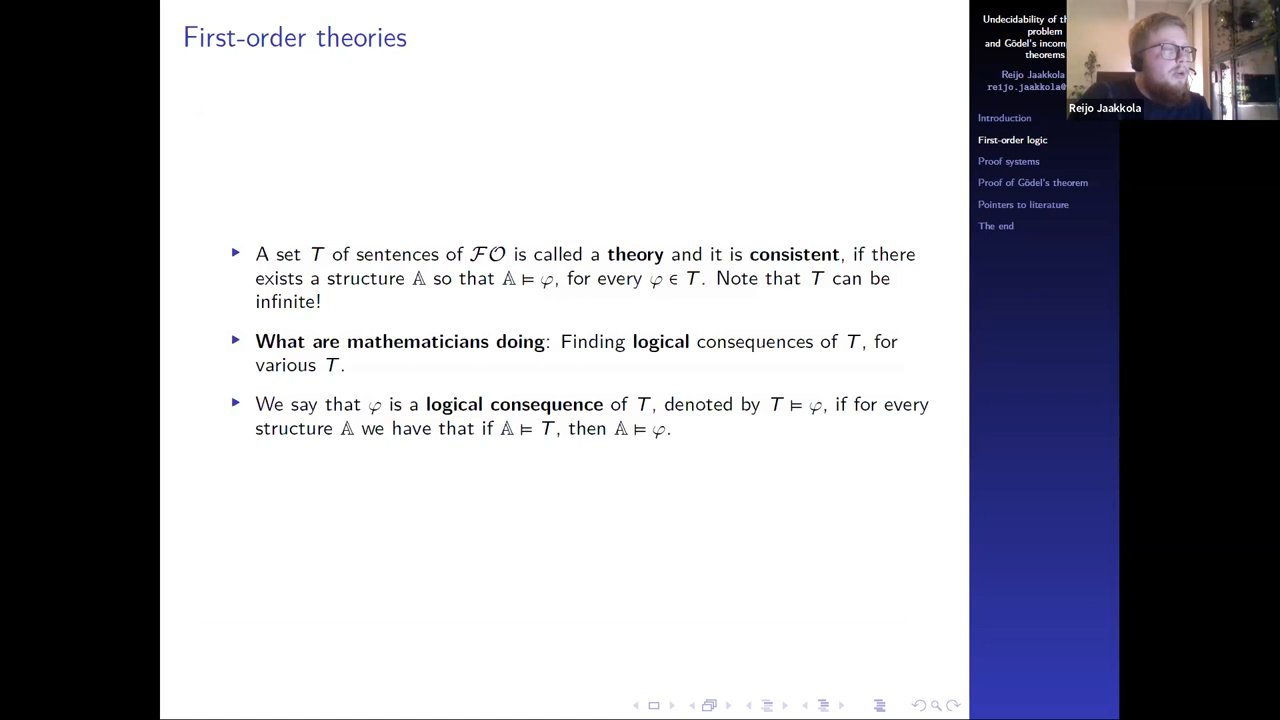 First-order theories
A set T of sentences of ℱ𝒪 is called a theory and it is consistent, if there
exists a structure 𝔸 so that 𝔸 ⊨ φ, for every φ ∈ T. Note that T can be
infinite!
What are mathematicians doing: Finding logical consequences of T, for
various T.
We say that φ is a logical consequence of T, denoted by T ⊨ φ, if for every
structure 𝔸 we have that if 𝔸 ⊨ T, then 𝔸 ⊨ φ.
Undecidability of
problem
and Gödel's
theorems
Reijo Jaakkola
reijo.jaakkola@
Introduction
First-order logic
Proof systems
Proof of Gödel's theorem
Pointers to literature
The end
Reijo Jaakkola